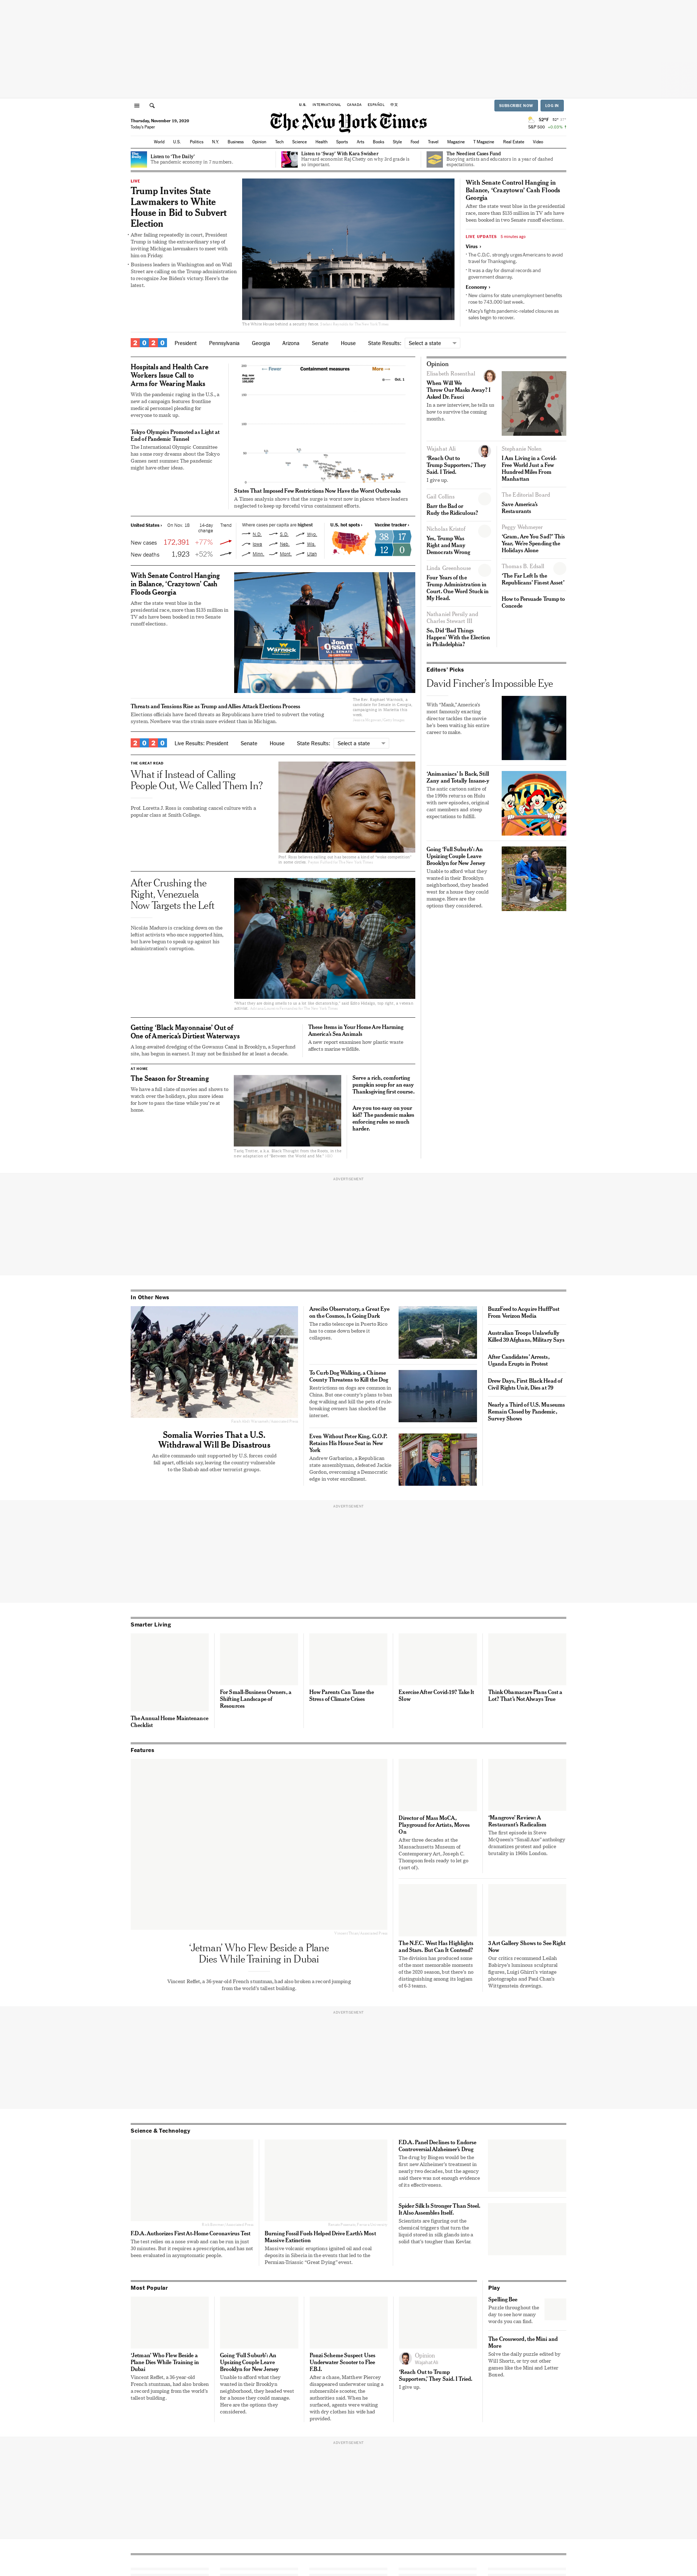 U.S.
INTERNATIONAL
CANADA
ESPAÑOL
中文
SUBSCRIBE NOW
LOG IN
Thursday, November 19, 2020
Today's Paper
The New York Times
52°F
S&P 500
World
U.S.
Politics
N.Y.
Business
Opinion
Tech
Science
Health
Sports
Arts
Books
Style
Food
Travel
Magazine
T Magazine
Real Estate
Video
Listen to 'The Daily'
The pandemic economy in 7 numbers.
Listen to 'Sway' With Kara Swisher
Harvard economist Raj Chetty on why 3rd grade is
so important.
The Neediest Cases Fund
Buoying artists and educators in a year of dashed
expectations.
LIVE
Trump Invites State
Lawmakers to White
House in Bid to Subvert
Election
After failing repeatedly in court, President
Trump is taking the extraordinary step of
inviting Michigan lawmakers to meet with
him on Friday.
Business leaders in Washington and on Wall
Street are calling on the Trump administration
to recognize Joe Biden's victory. Here's the
latest.
The White House behind a security fence.
With Senate Control Hanging in
Balance, 'Crazytown' Cash Floods
Georgia
After the state went blue in the presidential
race, more than $135 million in TV ads have
been booked in two Senate runoff elections.
LIVE UPDATES
Virus ›
The C.D.C. strongly urges Americans to avoid
travel for Thanksgiving.
It was a day for dismal records and
government disarray.
Economy ›
New claims for state unemployment benefits
rose to 743,000 last week.
Macy's fights pandemic-related closures as
sales begin to recover.
2020
President
Pennsylvania
Georgia
Arizona
Senate
House
State Results:
Select a state
Hospitals and Health Care
Workers Issue Call to
Arms for Wearing Masks
With the pandemic raging in the U.S., a
new ad campaign features frontline
medical personnel pleading for
everyone to mask up.
Tokyo Olympics Promoted as Light at
End of Pandemic Tunnel
The International Olympic Committee
has some rosy dreams about the Tokyo
Games next summer. The pandemic
might have other ideas.
← Fewer
Containment measures
More →
Oct. 1
States That Imposed Few Restrictions Now Have the Worst Outbreaks
A Times analysis shows that the surge is worst now in places where leaders
neglected to keep up forceful virus containment efforts.
United States ›
On Nov. 18
14-day
change
Trend
New cases
172,391
+77%
New deaths
1,923
+52%
Where cases per capita are highest
N.D.
S.D.
Wyo.
Iowa
Neb.
Wis.
Minn.
Mont.
Utah
U.S. hot spots ›
Vaccine tracker ›
38
17
12
0
With Senate Control Hanging
in Balance, 'Crazytown' Cash
Floods Georgia
After the state went blue in the
presidential race, more than $135 million
in TV ads have been booked in two Senate
runoff elections.
Warnock
Jon
Ossoff
The Rev. Raphael Warnock, a
candidate for Senate in Georgia,
campaigning in Marietta this
week.
Threats and Tensions Rise as Trump and Allies Attack Elections Process
Elections officials have faced threats as Republicans have tried to subvert the voting
system. Nowhere was the strain more evident than in Michigan.
2020
Live Results: President
Senate
House
State Results:
Select a state
THE GREAT READ
What if Instead of Calling
People Out, We Called Them In?
Prof. Loretta J. Ross is combating cancel culture with a
popular class at Smith College.
Prof. Ross believes calling out has become a kind of
After Crushing the
Right, Venezuela
Now Targets the Left
Nicolás Maduro is cracking down on the
leftist activists who once supported him,
but have begun to speak up against his
administration's corruption.
Getting 'Black Mayonnaise' Out of
One of America's Dirtiest Waterways
A long-awaited dredging of the Gowanus Canal in Brooklyn, a Superfund
site, has begun in earnest. It may not be finished for at least a decade.
These Items in Your Home Are Harming
America's Sea Animals
A new report examines how plastic waste
affects marine wildlife.
AT HOME
The Season for Streaming
We have a full slate of movies and shows to
watch over the holidays, plus more ideas
for how to pass the time while you're at
home.
Serve a rich, comforting
pumpkin soup for an easy
Thanksgiving first course.
Are you too easy on your
kid? The pandemic makes
enforcing rules so much
harder.
Opinion
Elisabeth Rosenthal
When Will We
Throw Our Masks Away? I
Asked Dr. Fauci
In a new interview, he tells us
how to survive the coming
months.
Wajahat Ali
'Reach Out to
Trump Supporters,' They
Said. I Tried.
I give up.
Gail Collins
Barr the Bad or
Rudy the Ridiculous?
Nicholas Kristof
Yes, Trump Was
Right and Many
Democrats Wrong
Linda Greenhouse
Four Years of the
Trump Administration in
Court. One Word Stuck in
My Head.
Nathaniel Persily and
Charles Stewart III
So, Did 'Bad Things
Happen' With the Election
in Philadelphia?
Stephanie Nolen
I Am Living in a Covid-
Free World Just a Few
Hundred Miles From
Manhattan
The Editorial Board
Save America's
Restaurants
Peggy Wehmeyer
'Gram, Are You Sad?' This
Year, We're Spending the
Holidays Alone
Thomas B. Edsall
'The Far Left Is the
Republicans' Finest Asset'
How to Persuade Trump to
Concede
Editors' Picks
David Fincher's Impossible Eye
With "Mank," America's
most famously exacting
director tackles the movie
he's been waiting his entire
career to make.
'Animaniacs' Is Back, Still
Zany and Totally Insane-y
The antic cartoon satire of
the 1990s returns on Hulu
with new episodes, original
cast members and steep
expectations to fulfill.
Going 'Full Suburb': An
Upsizing Couple Leave
Brooklyn for New Jersey
Unable to afford what they
wanted in their Brooklyn
neighborhood, they headed
west for a house they could
manage. Here are the
options they considered.
ADVERTISEMENT
In Other News
Somalia Worries That a U.S.
Withdrawal Will Be Disastrous
An elite commando unit supported by U.S. forces could
fall apart, officials say, leaving the country vulnerable
to the Shabab and other terrorist groups.
Arecibo Observatory, a Great Eye
on the Cosmos, Is Going Dark
The radio telescope in Puerto Rico
has to come down before it
collapses.
To Curb Dog Walking, a Chinese
County Threatens to Kill the Dog
Restrictions on dogs are common in
China. But one county's plans to ban
dog walking and kill the pets of rule-
breaking owners has shocked the
internet.
Even Without Peter King, G.O.P.
Retains His House Seat in New
York
Andrew Garbarino, a Republican
state assemblyman, defeated Jackie
Gordon, overcoming a Democratic
edge in voter enrollment.
BuzzFeed to Acquire HuffPost
From Verizon Media
Australian Troops Unlawfully
Killed 39 Afghans, Military Says
After Candidates' Arrests,
Uganda Erupts in Protest
Drew Days, First Black Head of
Civil Rights Unit, Dies at 79
Nearly a Third of U.S. Museums
Remain Closed by Pandemic,
Survey Shows
ADVERTISEMENT
Smarter Living
The Annual Home Maintenance
Checklist
For Small-Business Owners, a
Shifting Landscape of
Resources
How Parents Can Tame the
Stress of Climate Crises
Exercise After Covid-19? Take It
Slow
Think Obamacare Plans Cost a
Lot? That's Not Always True
Features
'Jetman' Who Flew Beside a Plane
Dies While Training in Dubai
Vincent Reffet, a 36-year-old French stuntman, had also broken a record jumping
from the world's tallest building.
Director of Mass MoCA,
Playground for Artists, Moves
On
After three decades at the
Massachusetts Museum of
Contemporary Art, Joseph C.
Thompson feels ready to let go
(sort of).
'Mangrove' Review: A
Restaurant's Radicalism
The first episode in Steve
McQueen's "Small Axe" anthology
dramatizes protest and police
brutality in 1960s London.
The N.F.C. West Has Highlights
and Stars. But Can It Contend?
The division has produced some
of the most memorable moments
of the 2020 season, but there's no
distinguishing among its logjam
of 6-3 teams.
3 Art Gallery Shows to See Right
Now
Our critics recommend Leilah
Babirye's luminous sculptural
figures, Luigi Ghirri's vintage
photographs and Paul Chan's
Wittgenstein drawings.
ADVERTISEMENT
Science & Technology
F.D.A. Authorizes First At-Home Coronavirus Test
The test relies on a nose swab and can be run in just
30 minutes. But it requires a prescription, and has not
been evaluated in asymptomatic people.
Burning Fossil Fuels Helped Drive Earth's Most
Massive Extinction
Massive volcanic eruptions ignited oil and coal
deposits in Siberia in the events that led to the
Permian-Triassic "Great Dying" event.
F.D.A. Panel Declines to Endorse
Controversial Alzheimer's Drug
The drug by Biogen would be the
first new Alzheimer's treatment in
nearly two decades, but the agency
said there was not enough evidence
of its effectiveness.
Spider Silk Is Stronger Than Steel.
It Also Assembles Itself.
Scientists are figuring out the
chemical triggers that turn the
liquid stored in silk glands into a
solid that's tougher than Kevlar.
Most Popular
'Jetman' Who Flew Beside a
Plane Dies While Training in
Dubai
Vincent Reffet, a 36-year-old
French stuntman, had also broken
a record jumping from the world's
tallest building.
Going 'Full Suburb': An
Upsizing Couple Leave
Brooklyn for New Jersey
Unable to afford what they
wanted in their Brooklyn
neighborhood, they headed west
for a house they could manage.
Here are the options they
considered.
Ponzi Scheme Suspect Uses
Underwater Scooter to Flee
F.B.I.
After a chase, Matthew Piercey
disappeared underwater using a
submersible scooter, the
authorities said. When he
surfaced, agents were waiting
with dry clothes his wife had
provided.
Opinion
Wajahat Ali
'Reach Out to Trump
Supporters,' They Said. I Tried.
I give up.
Play
Spelling Bee
Puzzle throughout the
day to see how many
words you can find.
The Crossword, the Mini and
More
Solve the daily puzzle edited by
Will Shortz, or try out other
games like the Mini and Letter
Boxed.
ADVERTISEMENT